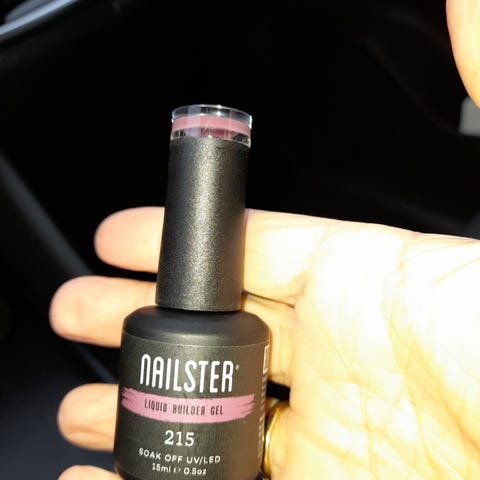 NAILSTER®
LIQUID BUILDER GEL
215
SOAK OFF UV/LED
15ml ℮ 0.5oz